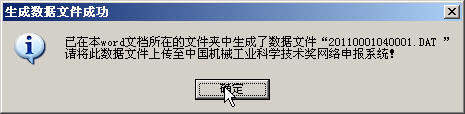 生成数据文件成功
已在本word文档所在的文件夹中生成了数据文件“20110001040001.DAT ”
请将此数据文件上传至中国机械工业科学技术奖网络申报系统!
确定